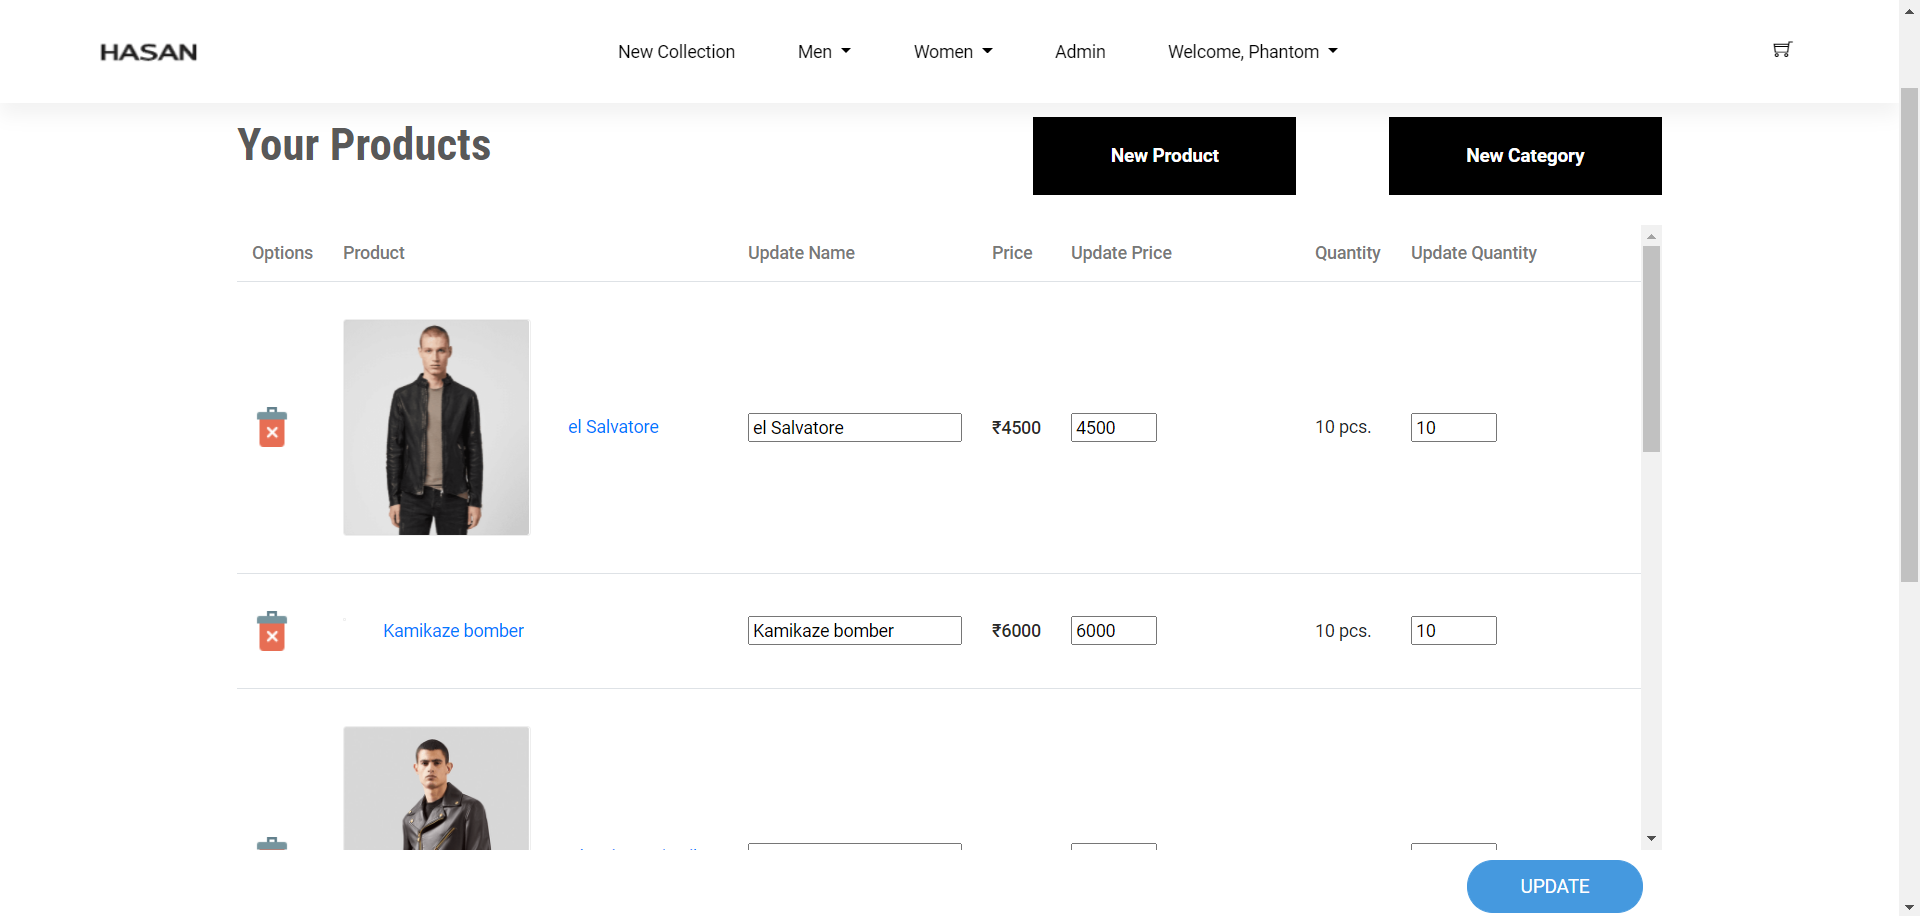 HASAN
New Collection
Men
Women
Admin
Welcome, Phantom
Your Products
New Product
New Category
Options Product Update Name Price Update Price Quantity Update Quantity
el Salvatore el Salvatore ₹4500 4500 10 pcs. 10
Kamikaze bomber Kamikaze bomber ₹6000 6000 10 pcs. 10
UPDATE